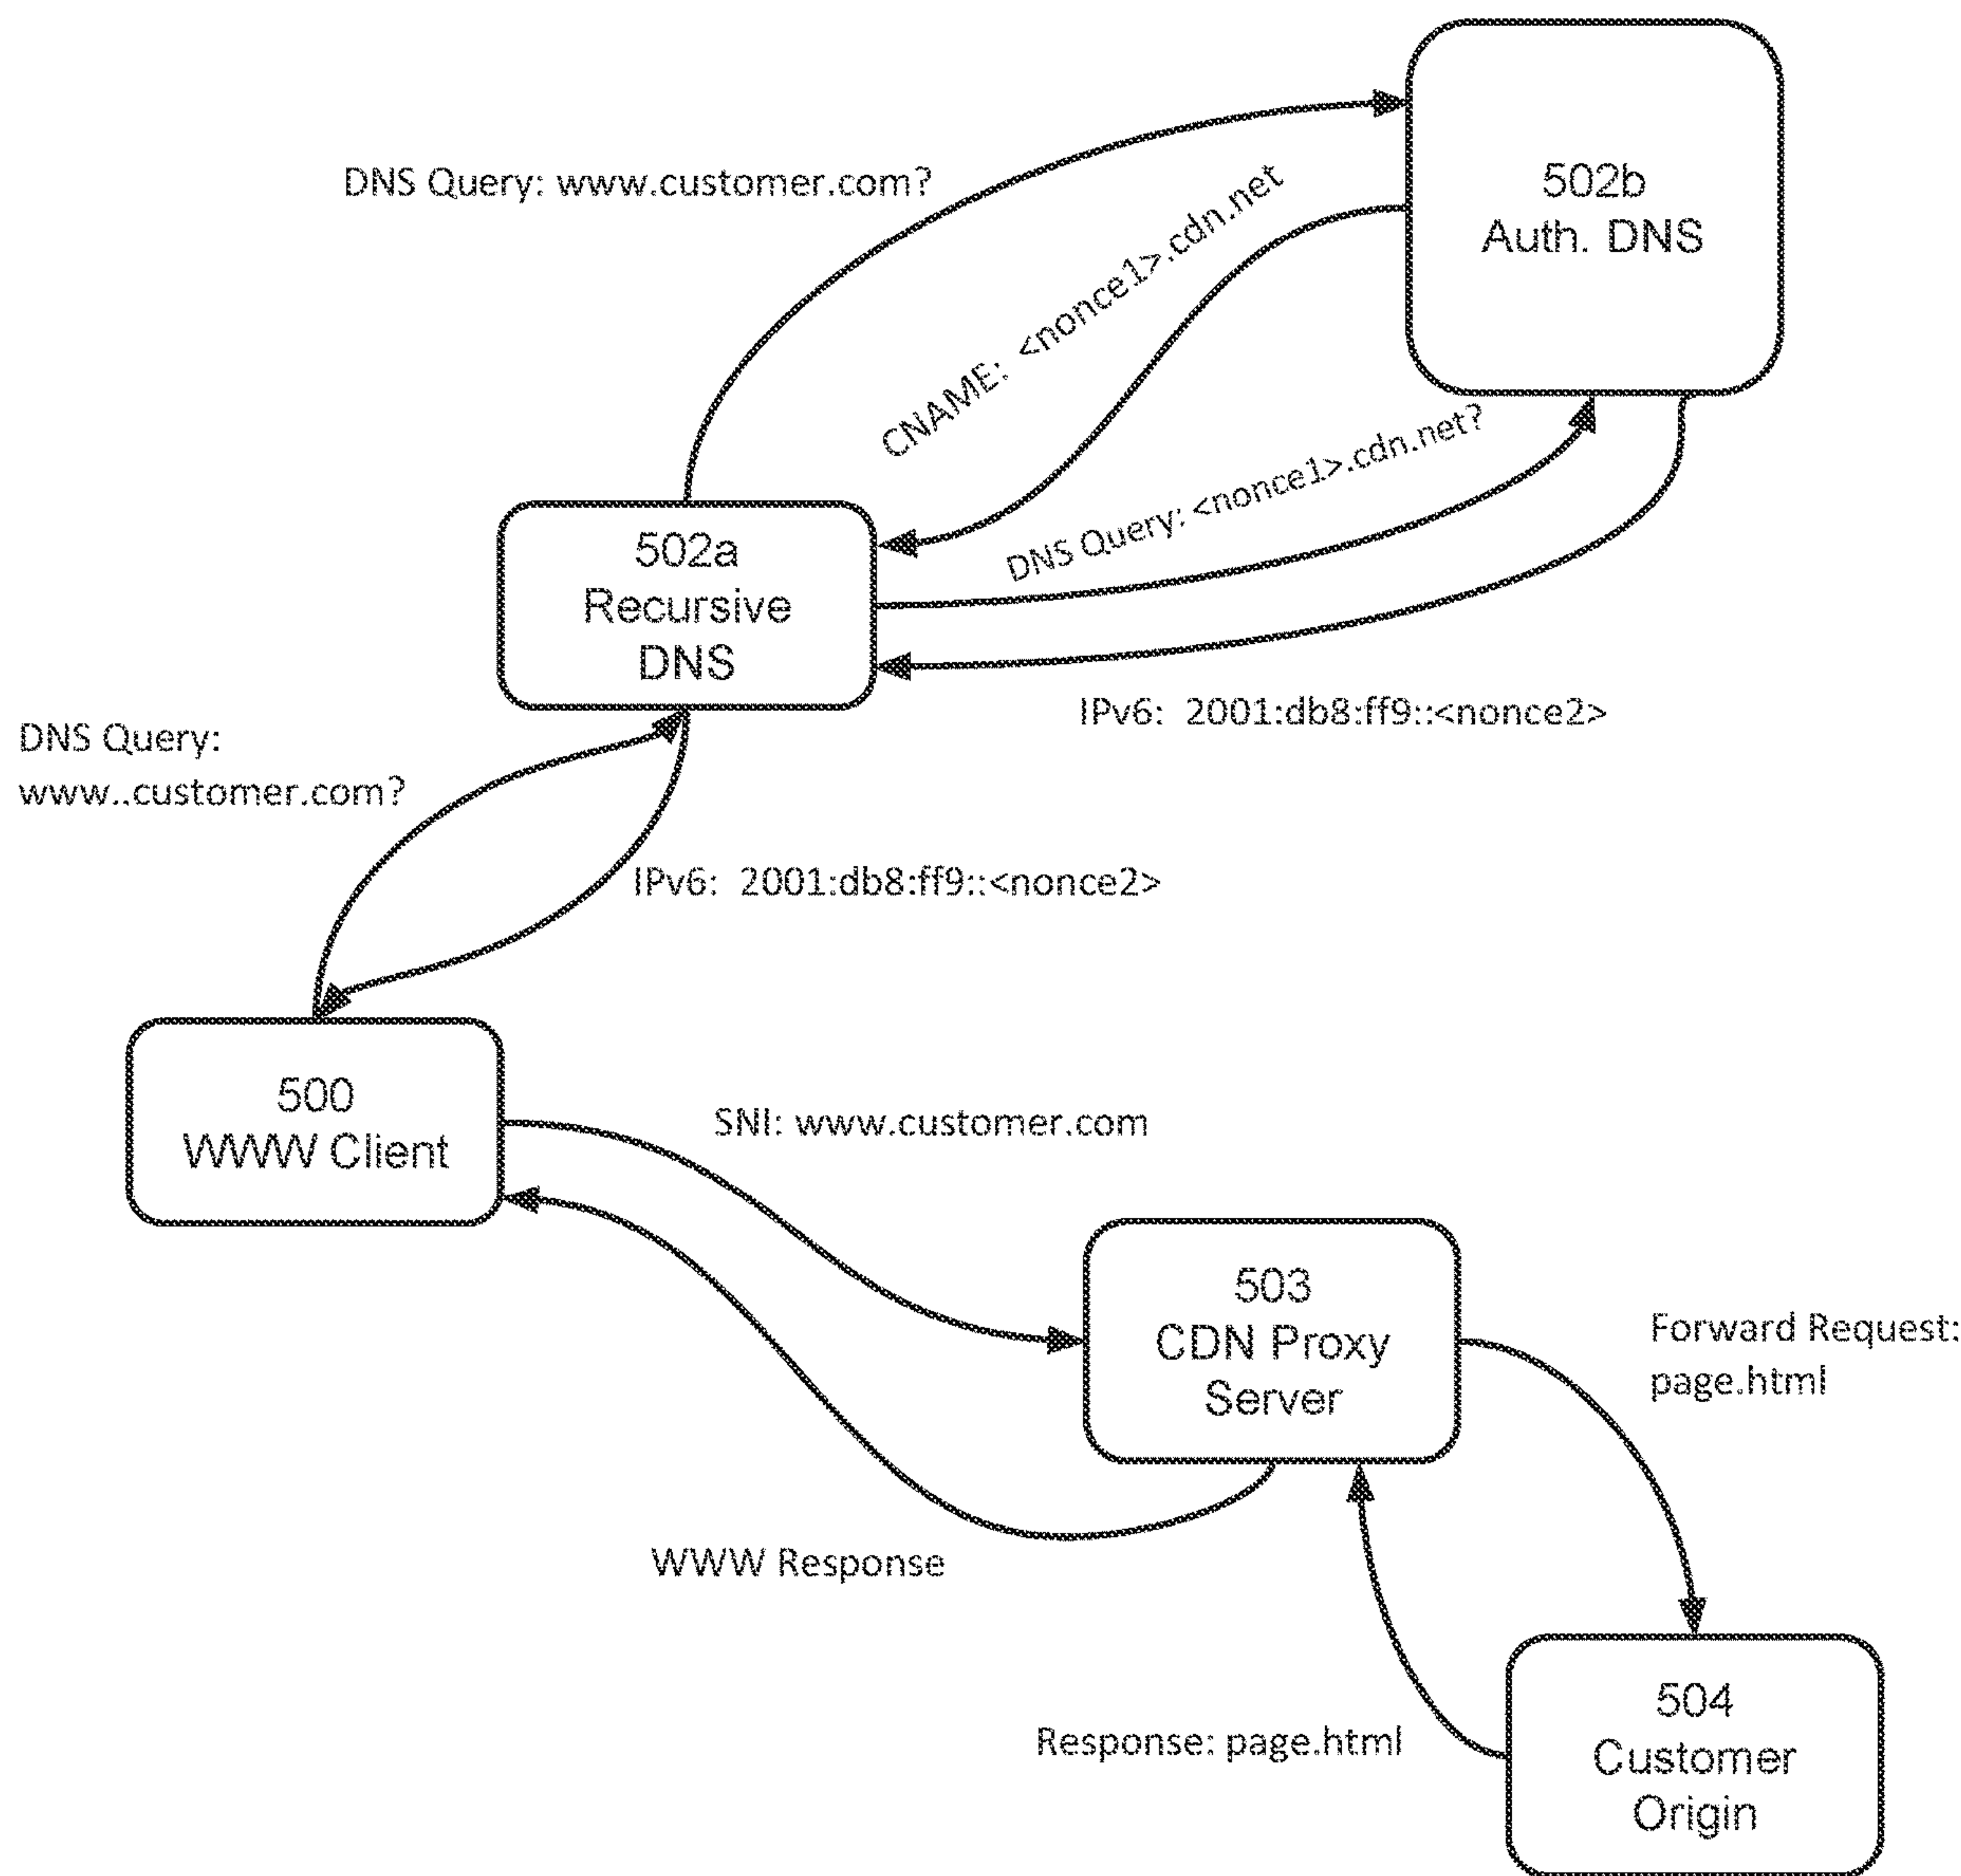 DNS Query: www.customer.com?
502b
Auth. DNS
CNAME: <nonce1>.cdn.net
DNS Query: <nonce1>.cdn.net?
502a
Recursive
DNS
IPv6: 2001:db8:ff9::<nonce2>
DNS Query:
www..customer.com?
IPv6: 2001:db8:ff9::<nonce2>
500
WWW Client
SNI: www.customer.com
503
CDN Proxy
Server
Forward Request:
page.html
WWW Response
504
Customer
Origin
Response: page.html